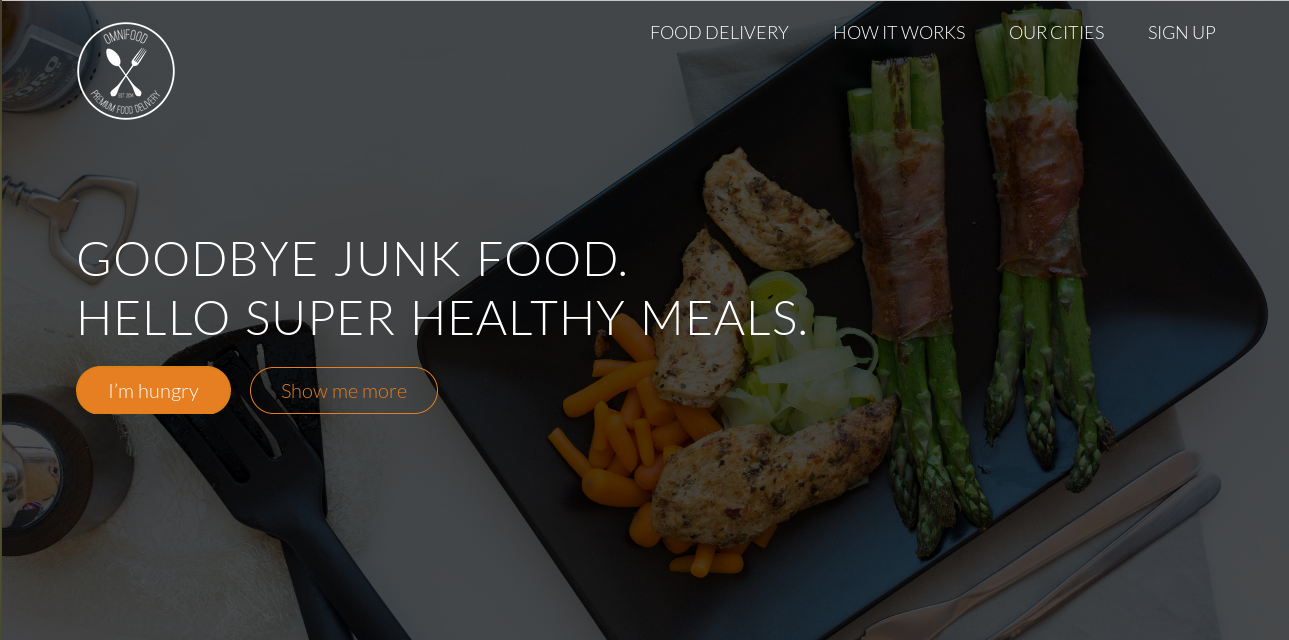 OMNIFOOD
EST 2014
PREMIUM FOOD DELIVERY
FOOD DELIVERY
HOW IT WORKS
OUR CITIES
SIGN UP
GOODBYE JUNK FOOD.
HELLO SUPER HEALTHY MEALS.
I'm hungry
Show me more